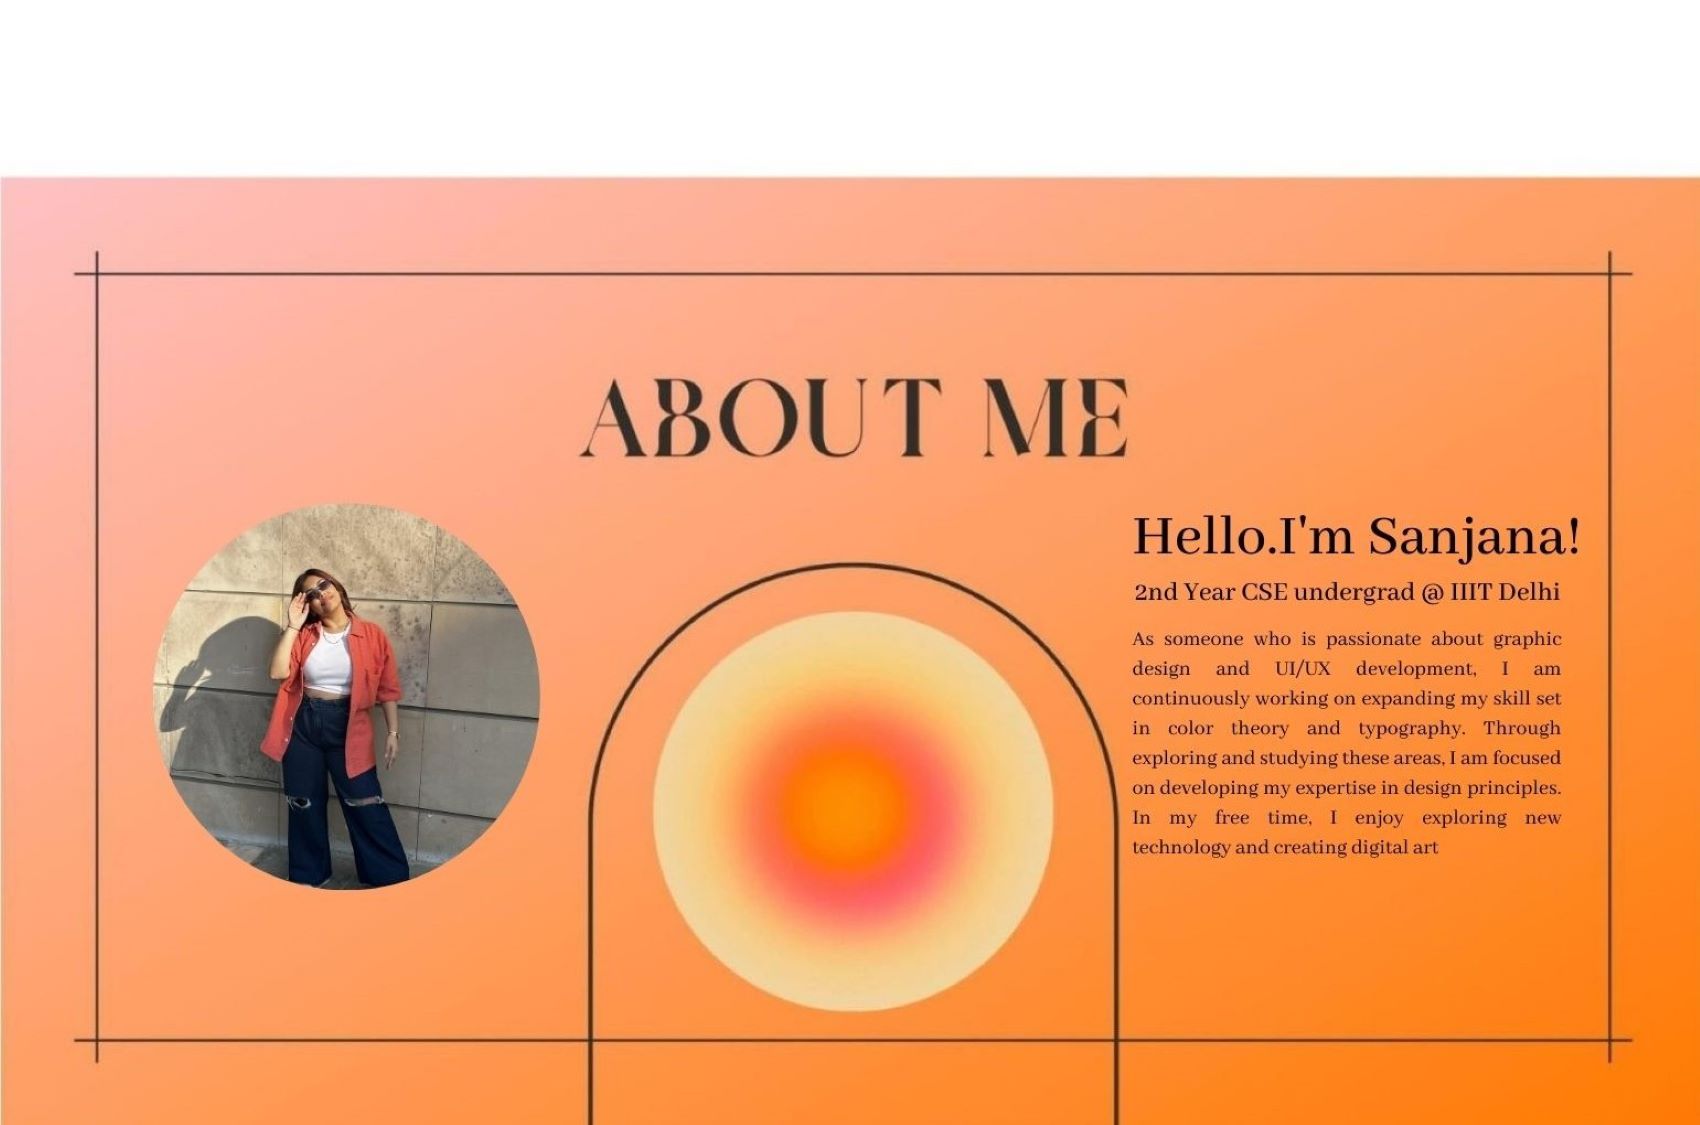 ABOUT ME
Hello.I'm Sanjana!
2nd Year CSE undergrad @ IIIT Delhi
As someone who is passionate about graphic
design and UI/UX development, I am
continuously working on expanding my skill set
in color theory and typography. Through
exploring and studying these areas, I am focused
on developing my expertise in design principles.
In my free time, I enjoy exploring new
technology and creating digital art